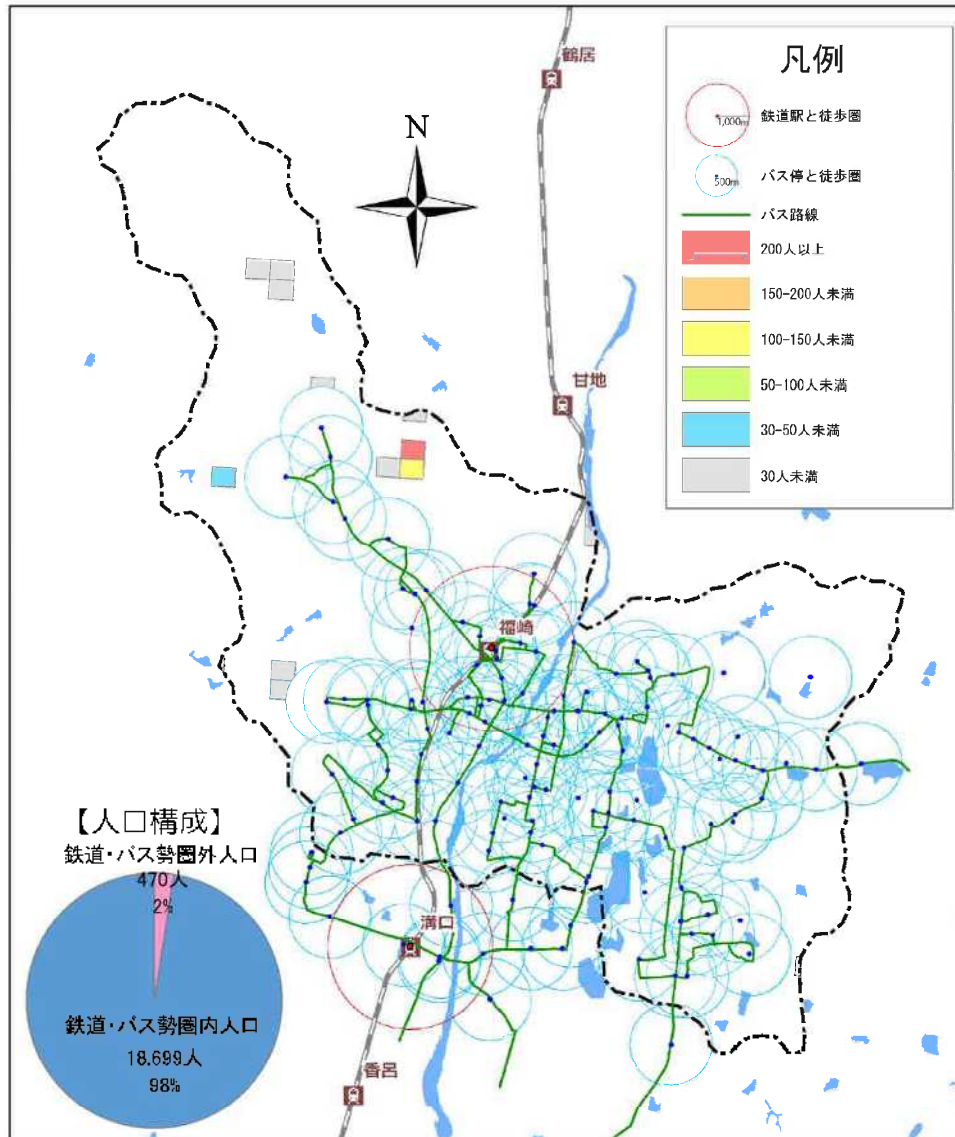 鶴居
凡例
1,000m
鉄道駅と徒歩圏
N
500m
バス停と徒歩圏
バス路線
200人以上
150-200人未満
100-150人未満
甘地
50-100人未満
30-50人未満
30人未満
福崎
【人口構成】
鉄道・バス勢圏外人口
470人
2%
溝口
鉄道・バス勢圏内人口
18,699人
98%
香呂